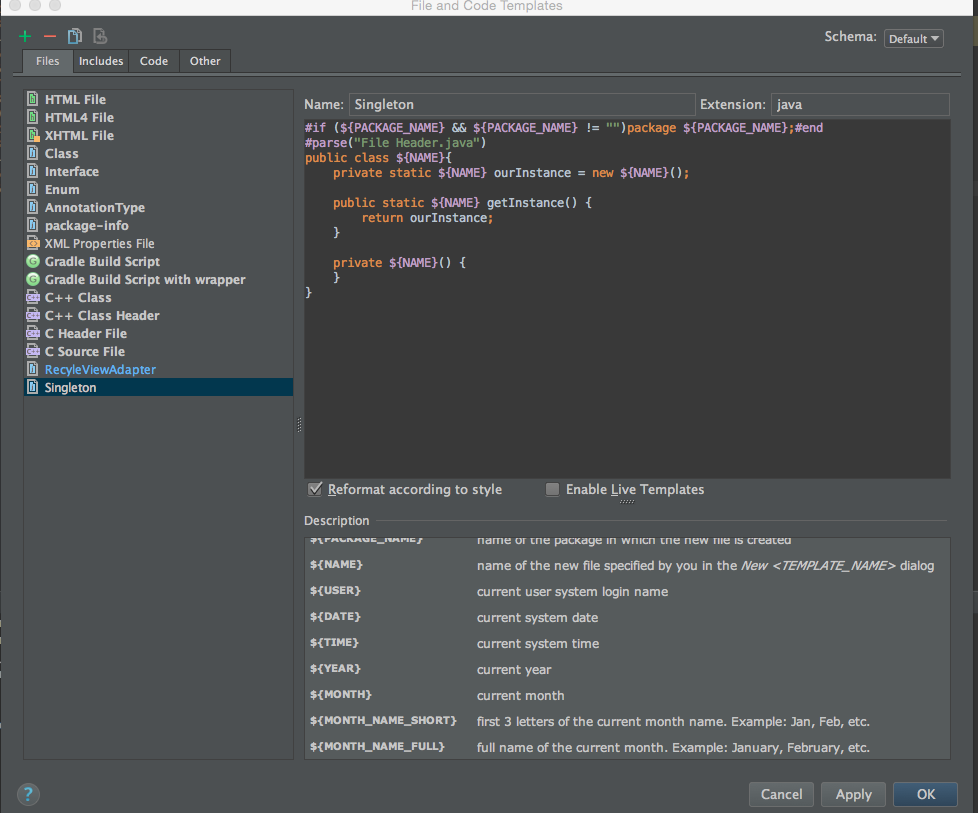 File and Code Templates
Schema: Default
Files Includes Code Other
HTML File
HTML4 File
XHTML File
Class
Interface
Enum
AnnotationType
package-info
XML Properties File
Gradle Build Script
Gradle Build Script with wrapper
C++ Class
C++ Class Header
C Header File
C Source File
RecyleViewAdapter
Singleton
Name: Singleton Extension: java
#if (${PACKAGE_NAME} && ${PACKAGE_NAME} != "")package ${PACKAGE_NAME};#end
#parse("File Header.java")
public class ${NAME}{
    private static ${NAME} ourInstance = new ${NAME}();
    public static ${NAME} getInstance() {
        return ourInstance;
    }
    private ${NAME}() {
    }
}
Reformat according to style Enable Live Templates
Description
${PACKAGE_NAME} name of the package in which the new file is created
${NAME} name of the new file specified by you in the New <TEMPLATE_NAME> dialog
${USER} current user system login name
${DATE} current system date
${TIME} current system time
${YEAR} current year
${MONTH} current month
${MONTH_NAME_SHORT} first 3 letters of the current month name. Example: Jan, Feb, etc.
${MONTH_NAME_FULL} full name of the current month. Example: January, February, etc.
? Cancel Apply OK